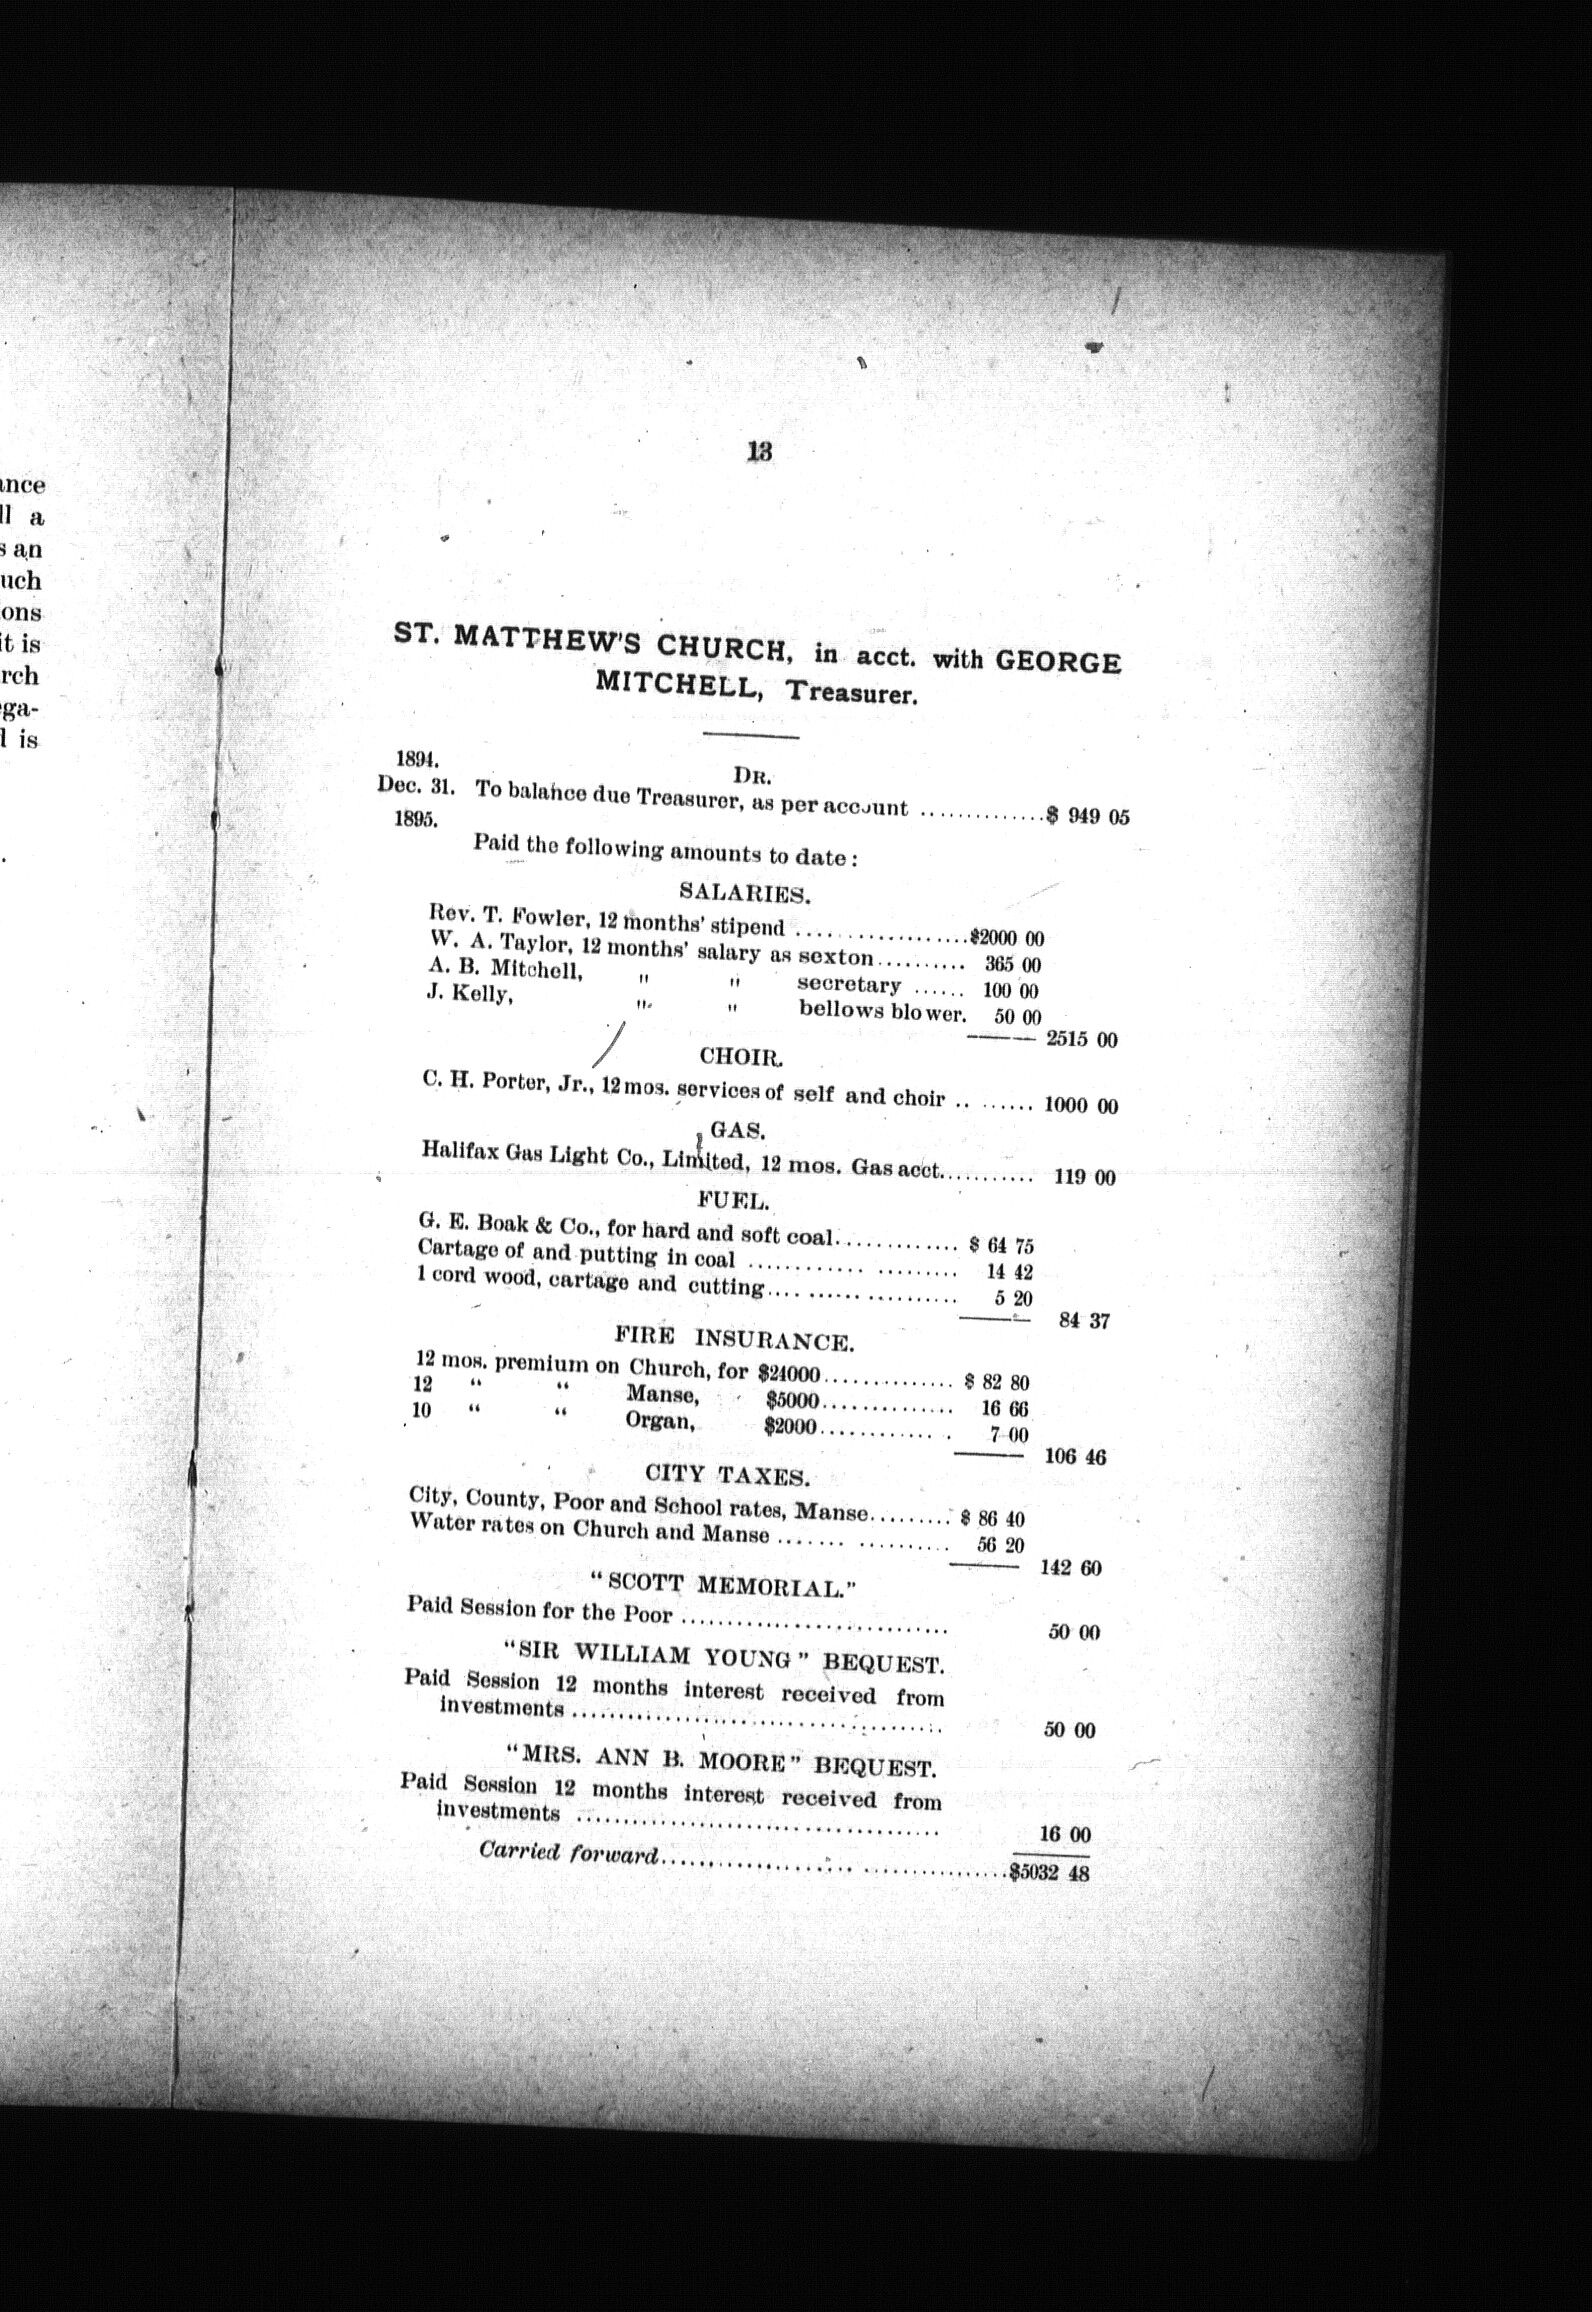 ance
ll a
s an
uch
ions
it is
rch
ega-
l is
.
13
ST. MATTHEW'S CHURCH, in acct. with GEORGE
MITCHELL, Treasurer.
1894. DR.
Dec. 31. To balance due Treasurer, as per account ..............$ 949 05
1895.
Paid the following amounts to date:
SALARIES.
Rev. T. Fowler, 12 months' stipend ..................$2000 00
W. A. Taylor, 12 months' salary as sexton.......... 365 00
A. B. Mitchell, " " secretary ...... 100 00
J. Kelly, " " bellows blower. 50 00
2515 00
CHOIR.
C. H. Porter, Jr., 12 mos. services of self and choir .. ....... 1000 00
GAS.
Halifax Gas Light Co., Limited, 12 mos. Gas acct........... 119 00
FUEL.
G. E. Boak & Co., for hard and soft coal............. $ 64 75
Cartage of and putting in coal ............ ......... 14 42
1 cord wood, cartage and cutting.... ...... .......... 5 20
84 37
FIRE INSURANCE.
12 mos. premium on Church, for $24000.............. $ 82 80
12 “ “ Manse, $5000.............. 16 66
10 “ “ Organ, $2000............ . 7 00
106 46
CITY TAXES.
City, County, Poor and School rates, Manse......... $ 86 40
Water rates on Church and Manse ....... .......... 56 20
142 60
“SCOTT MEMORIAL.”
Paid Session for the Poor ............................. 50 00
“SIR WILLIAM YOUNG” BEQUEST.
Paid Session 12 months interest received from
investments ........................................ 50 00
“MRS. ANN B. MOORE” BEQUEST.
Paid Session 12 months interest received from
investments ...................................... 16 00
Carried forward..................... ................$5032 48